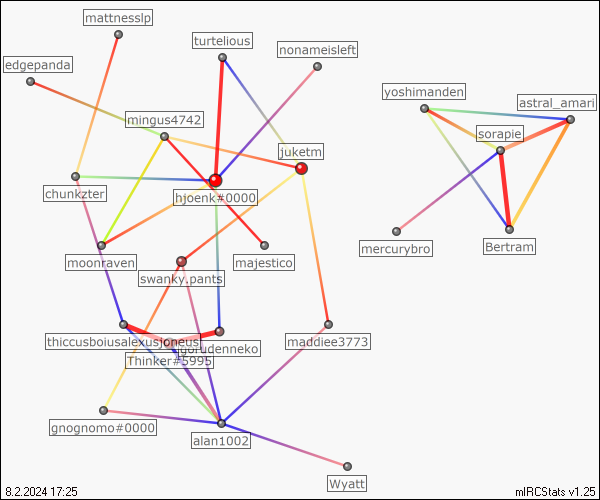 mattnesslp
turtelious
nonameisleft
edgepanda
yoshimanden
astral_amari
mingus4742
sorapie
juketm
chunkzter
hjoenk#0000
mercurybro
Bertram
moonraven
majestico
swanky.pants
thiccusboiusalexusjoneus
maddiee3773
Thinker#5995
gnognomo#0000
alan1002
Wyatt
8.2.2024 17:25
mIRCStats v1.25